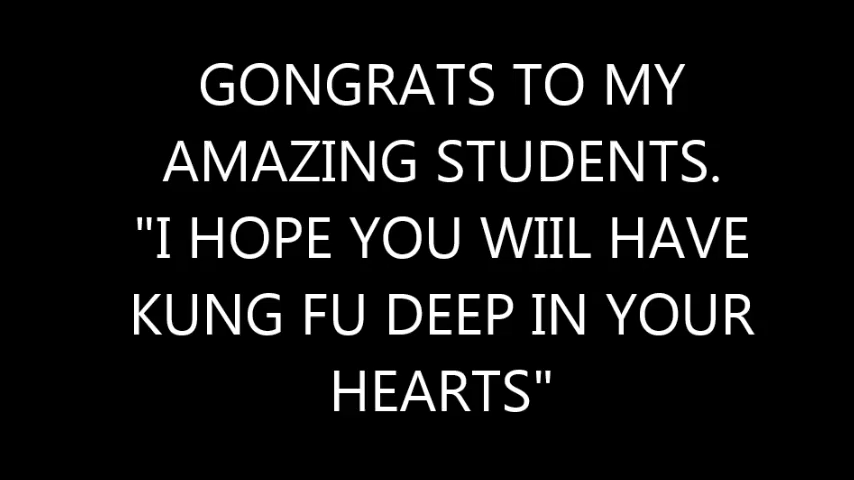 GONGRATS TO MY
AMAZING STUDENTS.
"I HOPE YOU WIIL HAVE
KUNG FU DEEP IN YOUR
HEARTS"